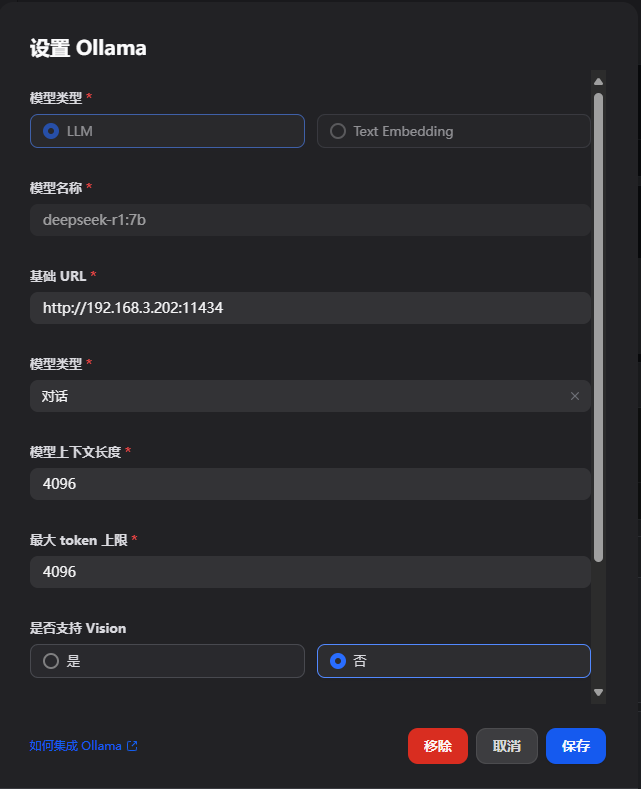 设置 Ollama
模型类型 *
LLM Text Embedding
模型名称 *
deepseek-r1:7b
基础 URL *
http://192.168.3.202:11434
模型类型 *
对话
模型上下文长度 *
4096
最大 token 上限 *
4096
是否支持 Vision
是 否
如何集成 Ollama 移除 取消 保存